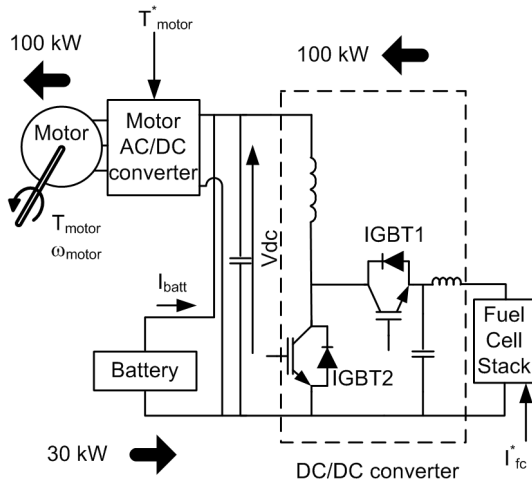 T*motor
100 kW
100 kW
Motor
Motor
AC/DC
converter
Tmotor
ωmotor
Vdc
IGBT1
Ibatt
Fuel
Cell
Stack
Battery
IGBT2
30 kW
I*fc
DC/DC converter